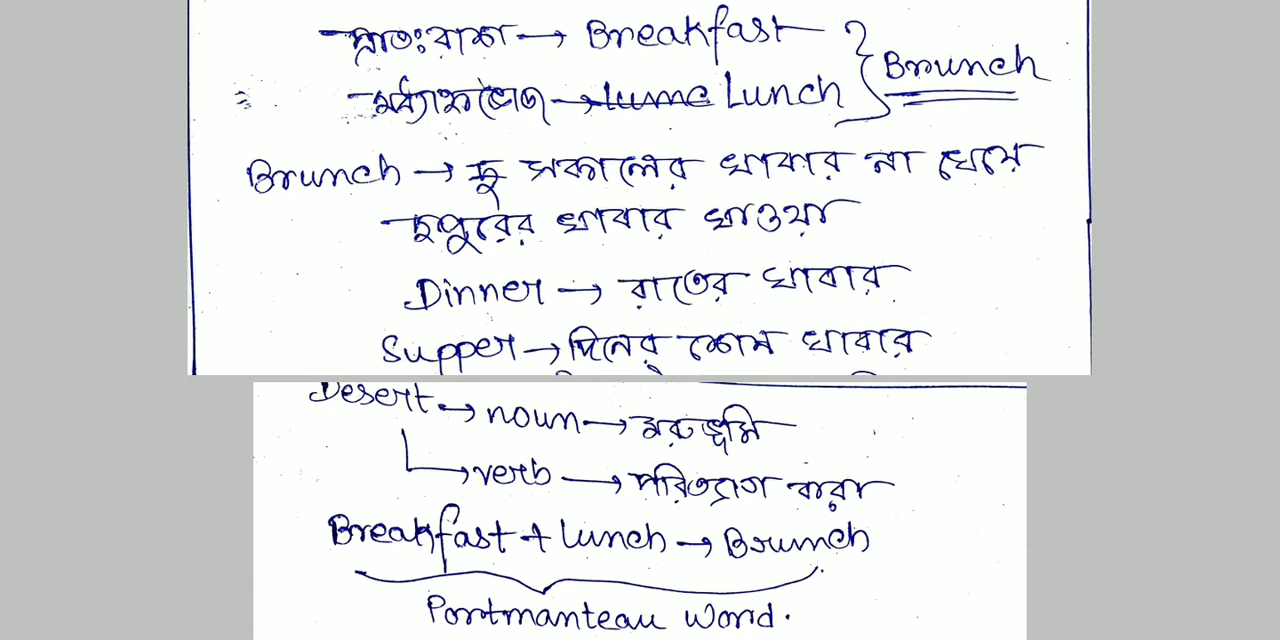 প্রাতঃরাশ → Breakfast } Brunch
মধ্যাহ্নভোজ → Lunch
Brunch → সকালের খাবার না খেয়ে
দুপুরের খাবার খাওয়া
Dinner → রাতের খাবার
Supper → দিনের শেষ খাবার
Desert → noun → মরুভূমি
→ verb → পরিত্যাগ করা
Breakfast + Lunch → Brunch
Portmanteau word.